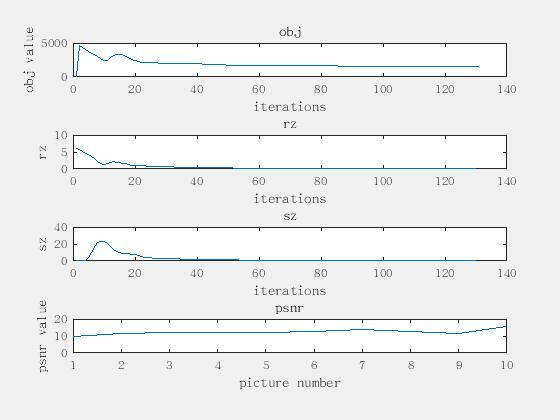 obj
obj value
5000
0
0 20 40 60 80 100 120 140
iterations
rz
rz
10
5
0
0 20 40 60 80 100 120 140
iterations
sz
sz
40
20
0
0 20 40 60 80 100 120 140
iterations
psnr
psnr value
20
10
0
1 2 3 4 5 6 7 8 9 10
picture number